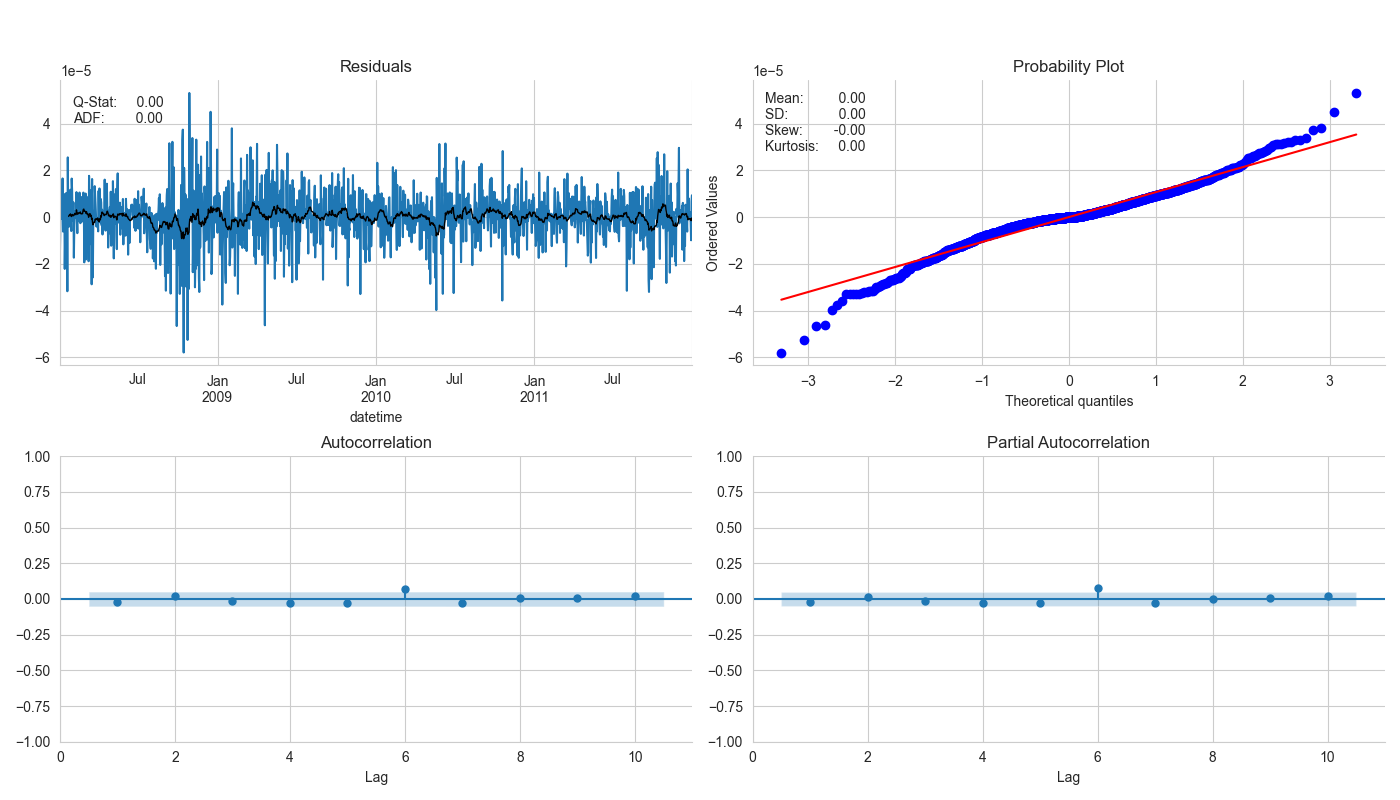 Residuals
1e−5
Q-Stat: 0.00
ADF: 0.00
4
2
0
−2
−4
−6
Jul
Jan
2009
Jul
Jan
2010
Jul
Jan
2011
Jul
datetime
Probability Plot
1e−5
Mean: 0.00
SD: 0.00
Skew: -0.00
Kurtosis: 0.00
Ordered Values
4
2
0
−2
−4
−6
−3 −2 −1 0 1 2 3
Theoretical quantiles
Autocorrelation
1.00
0.75
0.50
0.25
0.00
−0.25
−0.50
−0.75
−1.00
0 2 4 6 8 10
Lag
Partial Autocorrelation
1.00
0.75
0.50
0.25
0.00
−0.25
−0.50
−0.75
−1.00
0 2 4 6 8 10
Lag